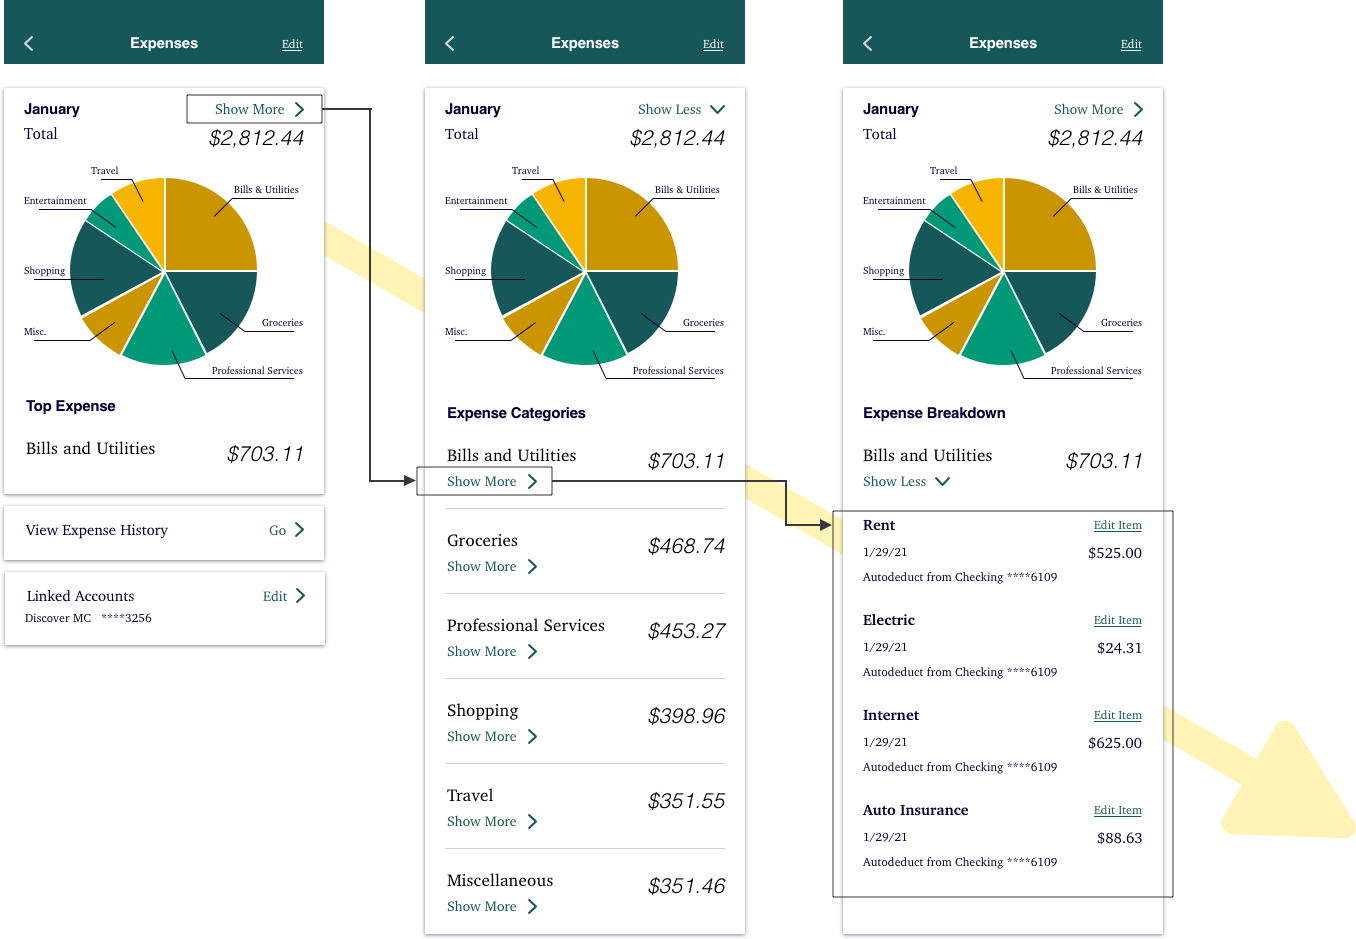 Expenses
Edit
January
Show More
Total
$2,812.44
Travel
Bills & Utilities
Entertainment
Shopping
Misc.
Groceries
Professional Services
Top Expense
Bills and Utilities
$703.11
View Expense History
Go
Linked Accounts
Edit
Discover MC ****3256
Expenses
Edit
January
Show Less
Total
$2,812.44
Travel
Bills & Utilities
Entertainment
Shopping
Misc.
Groceries
Professional Services
Expense Categories
Bills and Utilities
$703.11
Show More
Groceries
$468.74
Show More
Professional Services
$453.27
Show More
Shopping
$398.96
Show More
Travel
$351.55
Show More
Miscellaneous
$351.46
Show More
Expenses
Edit
January
Show More
Total
$2,812.44
Travel
Bills & Utilities
Entertainment
Shopping
Misc.
Groceries
Professional Services
Expense Breakdown
Bills and Utilities
$703.11
Show Less
Rent
Edit Item
1/29/21
$525.00
Autodeduct from Checking ****6109
Electric
Edit Item
1/29/21
$24.31
Autodeduct from Checking ****6109
Internet
Edit Item
1/29/21
$625.00
Autodeduct from Checking ****6109
Auto Insurance
Edit Item
1/29/21
$88.63
Autodeduct from Checking ****6109